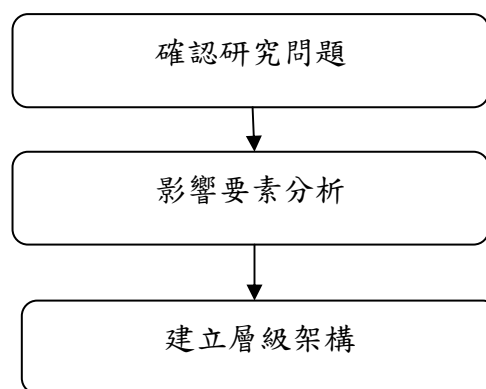 確認研究問題
影響要素分析
建立層級架構